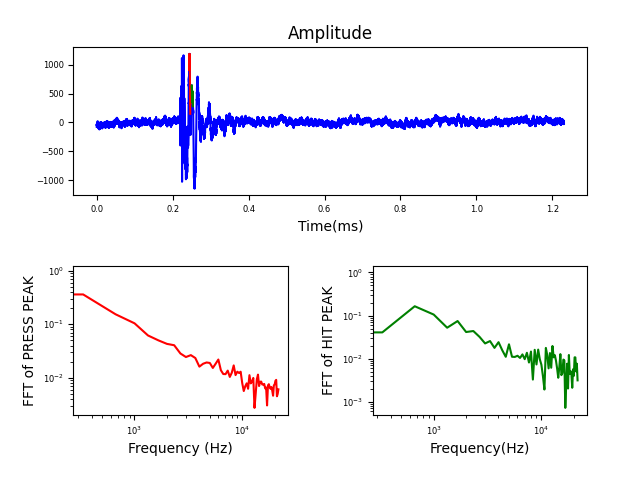 Amplitude
1000
500
0
−500
−1000
0.0 0.2 0.4 0.6 0.8 1.0 1.2
Time(ms)
FFT of PRESS PEAK
10⁰
10⁻¹
10⁻²
10³ 10⁴
Frequency (Hz)
FFT of HIT PEAK
10⁰
10⁻¹
10⁻²
10⁻³
10³ 10⁴
Frequency(Hz)